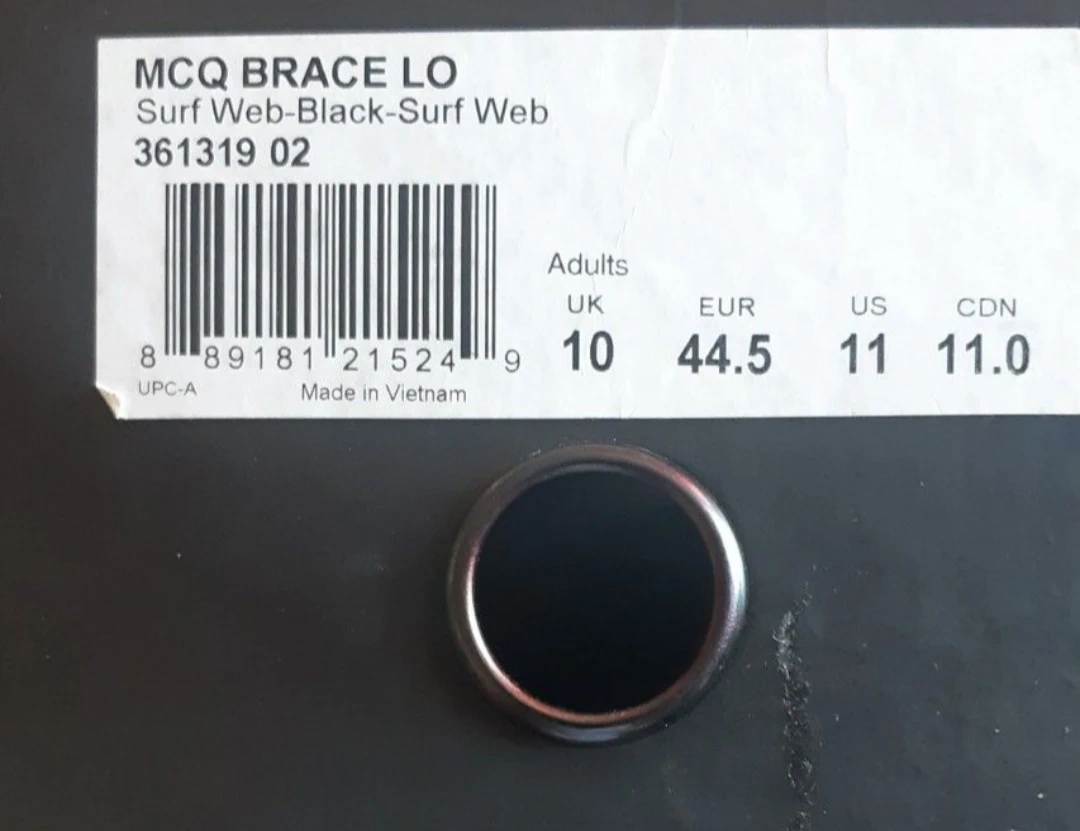 MCQ BRACE LO
Surf Web-Black-Surf Web
361319 02
8 89181 21524 9
UPC-A Made in Vietnam
Adults
UK EUR US CDN
10 44.5 11 11.0